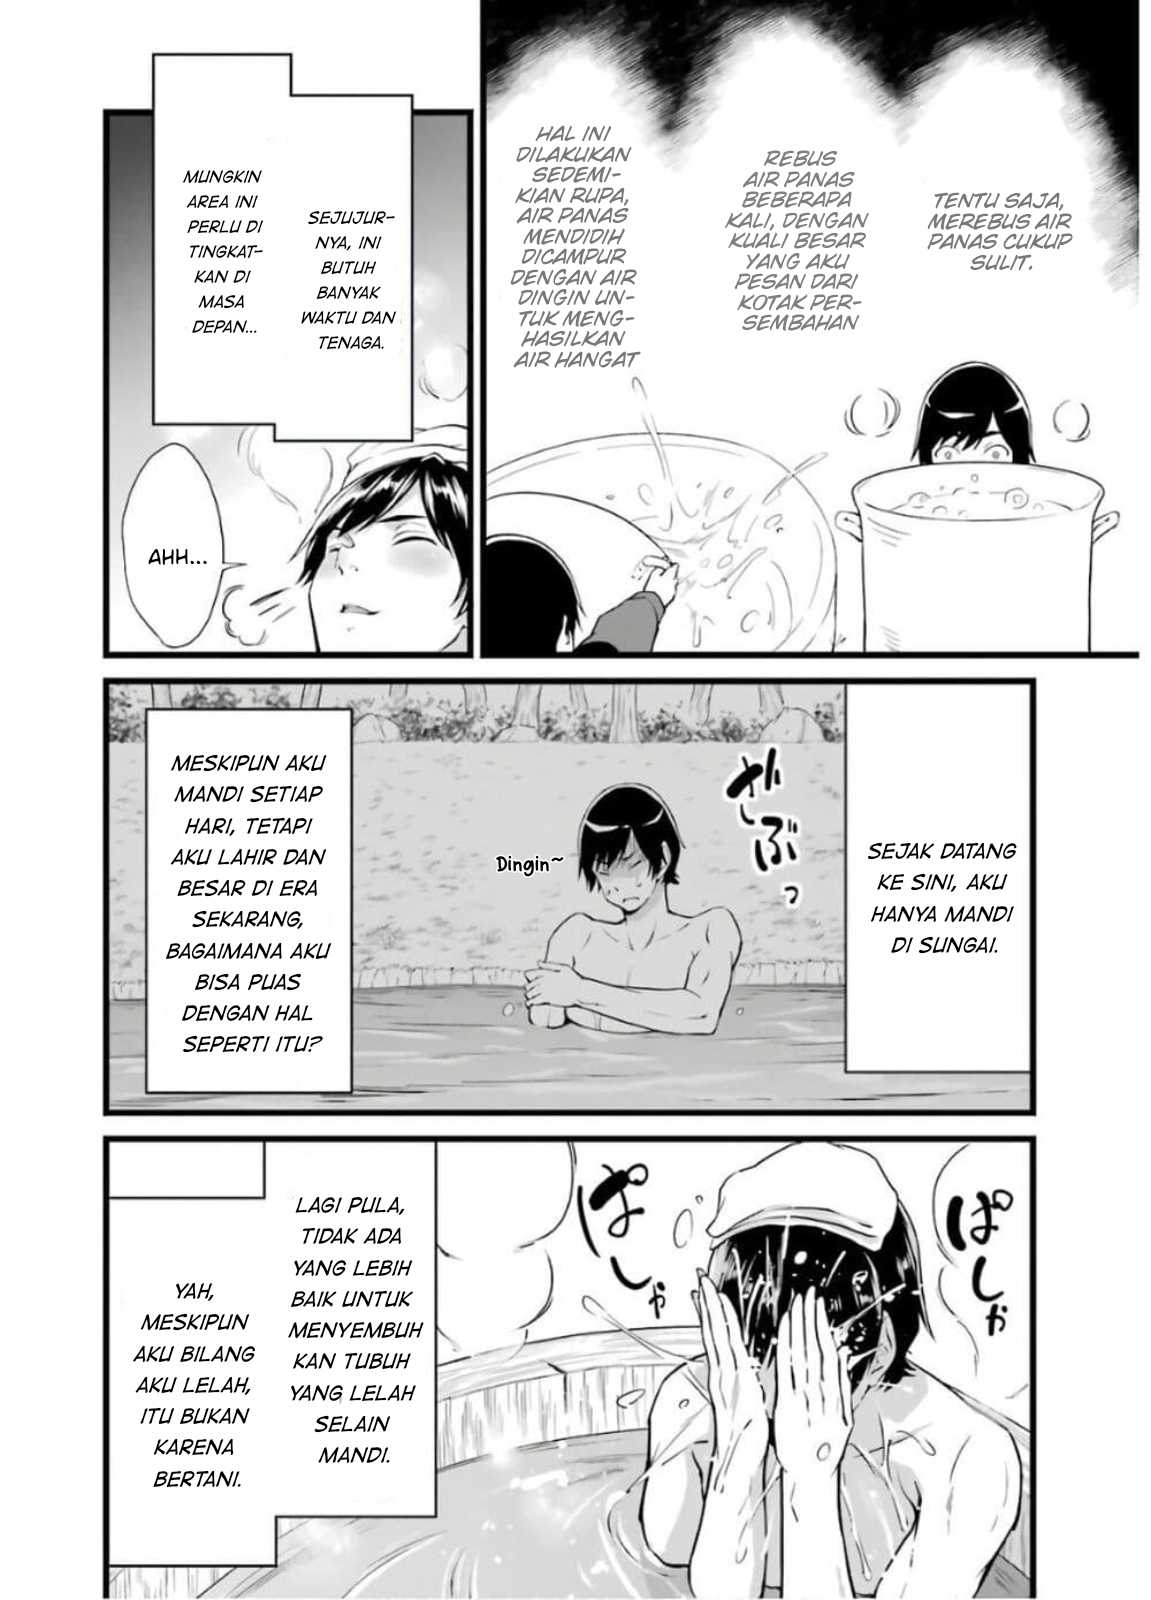 TENTU SAJA,
MEREBUS AIR
PANAS CUKUP
SULIT.
REBUS
AIR PANAS
BEBERAPA
KALI, DENGAN
KUALI BESAR
YANG AKU
PESAN DARI
KOTAK PER-
SEMBAHAN
HAL INI
DILAKUKAN
SEDEMI-
KIAN RUPA,
AIR PANAS
MENDIDIH
DICAMPUR
DENGAN AIR
DINGIN UN-
TUK MENG-
HASILKAN
AIR HANGAT
SEJUJUR-
NYA, INI
BUTUH
BANYAK
WAKTU DAN
TENAGA.
MUNGKIN
AREA INI
PERLU DI
TINGKAT-
KAN DI
MASA
DEPAN...
AHH...
SEJAK DATANG
KE SINI, AKU
HANYA MANDI
DI SUNGAI.
ざぶっ
Dingin~
MESKIPUN AKU
MANDI SETIAP
HARI, TETAPI
AKU LAHIR DAN
BESAR DI ERA
SEKARANG,
BAGAIMANA AKU
BISA PUAS
DENGAN HAL
SEPERTI ITU?
ぱしゃ
ぱしゃ
LAGI PULA,
TIDAK ADA
YANG LEBIH
BAIK UNTUK
MENYEMBUH
KAN TUBUH
YANG LELAH
SELAIN
MANDI.
YAH,
MESKIPUN
AKU BILANG
AKU LELAH,
ITU BUKAN
KARENA
BERTANI.